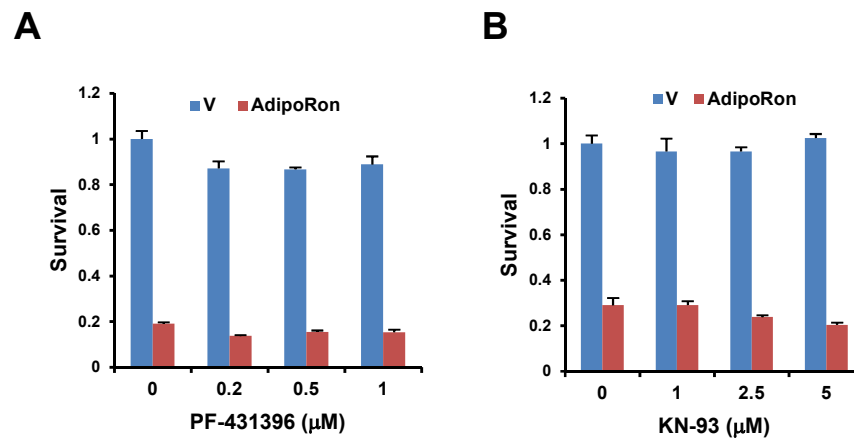 A
Survival
1.2
1
0.8
0.6
0.4
0.2
0
V AdipoRon
0 0.2 0.5 1
PF-431396 (μM)
B
Survival
1.2
1
0.8
0.6
0.4
0.2
0
V AdipoRon
0 1 2.5 5
KN-93 (μM)